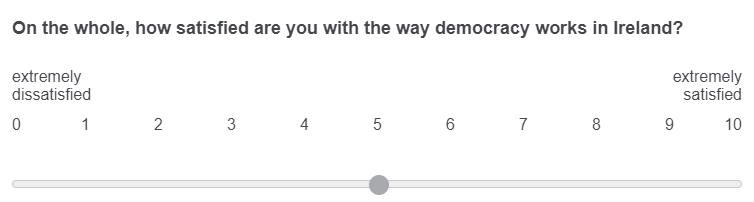 On the whole, how satisfied are you with the way democracy works in Ireland?
extremely extremely
dissatisfied satisfied
0 1 2 3 4 5 6 7 8 9 10